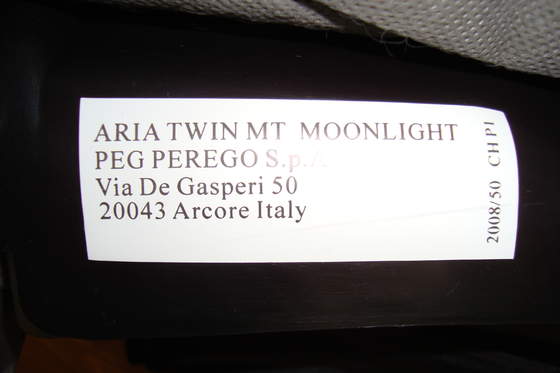 ARIA TWIN MT MOONLIGHT
PEG PEREGO S.p.A
Via De Gasperi 50
20043 Arcore Italy
2008/50 CH PI